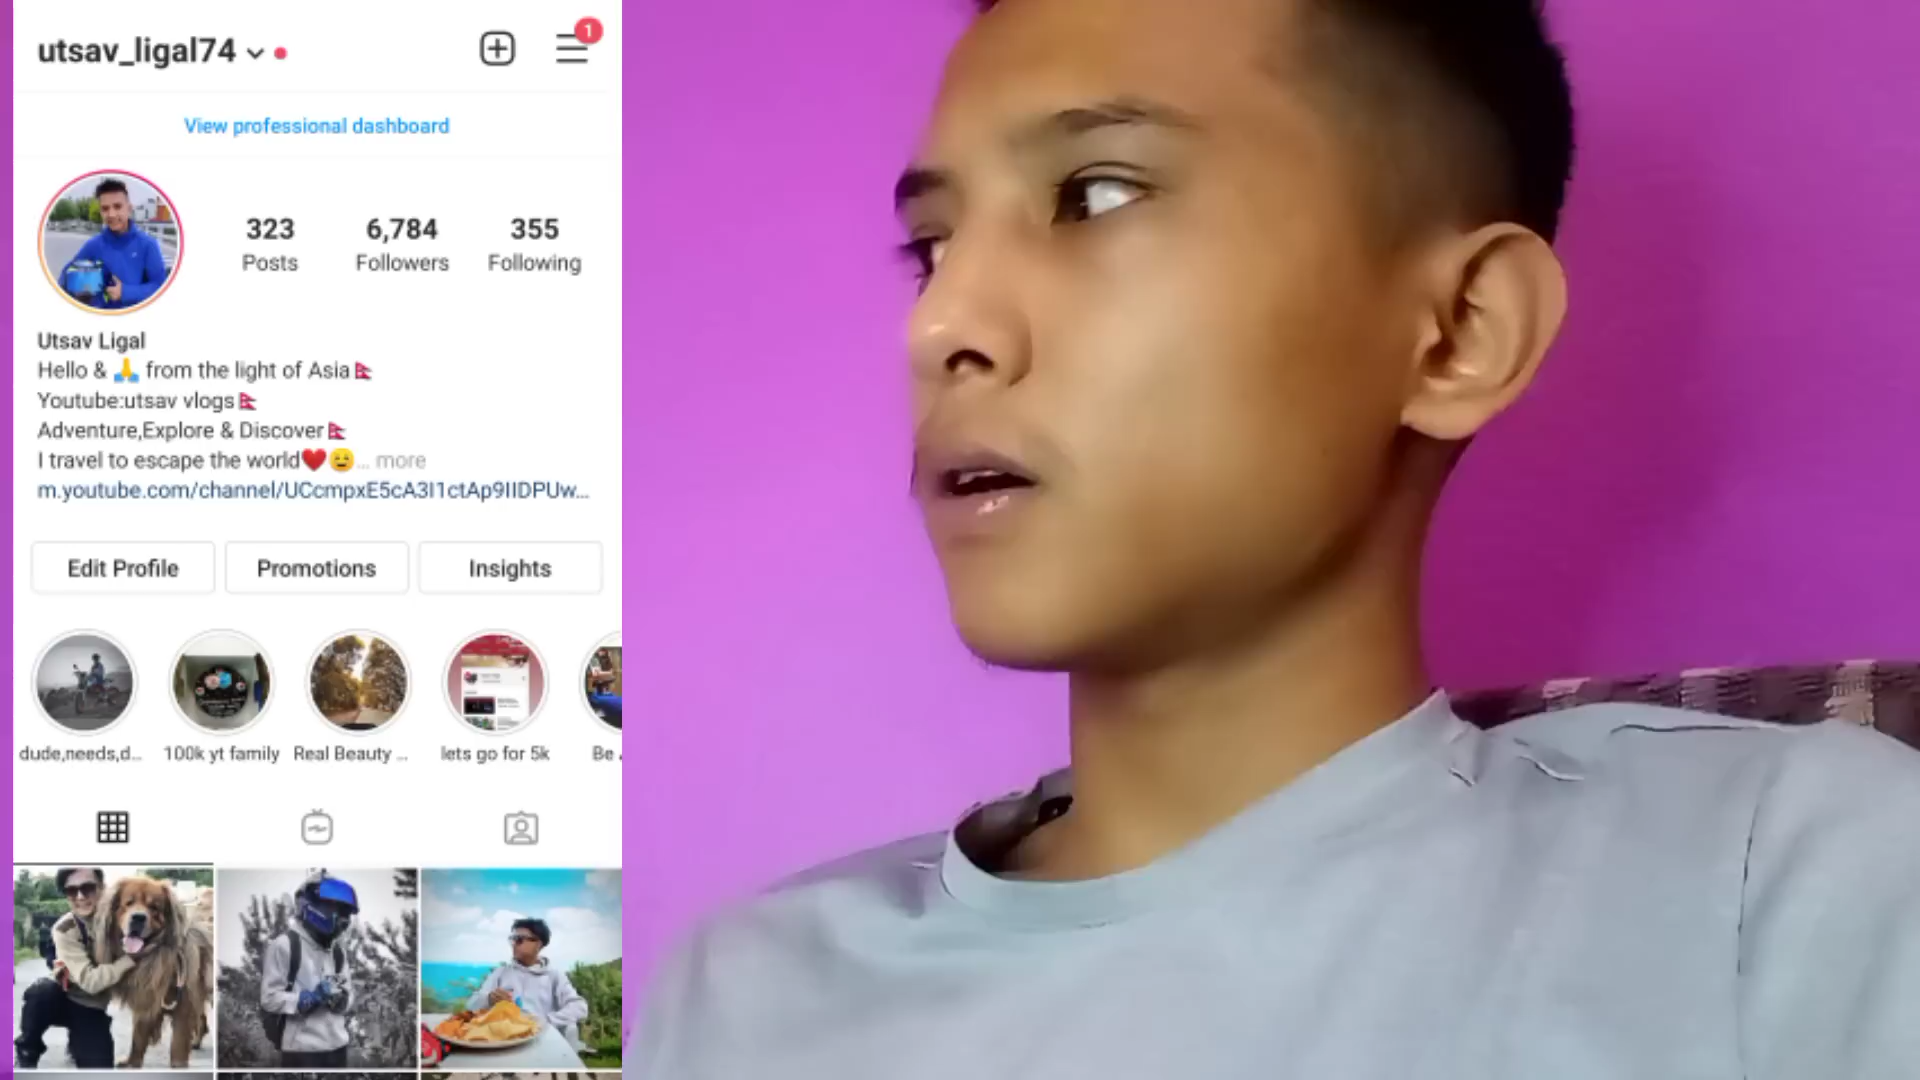 utsav_ligal74
1
View professional dashboard
323 6,784 355
Posts Followers Following
Utsav Ligal
Hello & 🙏 from the light of Asia🇳🇵
Youtube:utsav vlogs🇳🇵
Adventure,Explore & Discover🇳🇵
I travel to escape the world❤️😉... more
m.youtube.com/channel/UCcmpxE5cA3I1ctAp9IIDPUw...
Edit Profile Promotions Insights
dude,needs,d... 100k yt family Real Beauty ... lets go for 5k Be